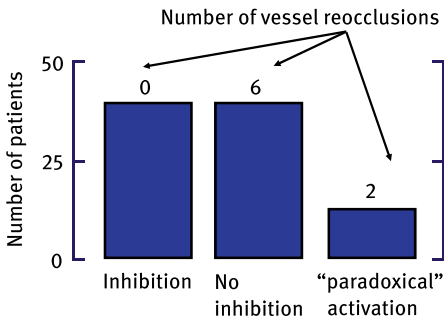 Number of vessel reocclusions
Number of patients
50
25
0
0
6
2
Inhibition
No
inhibition
“paradoxical”
activation